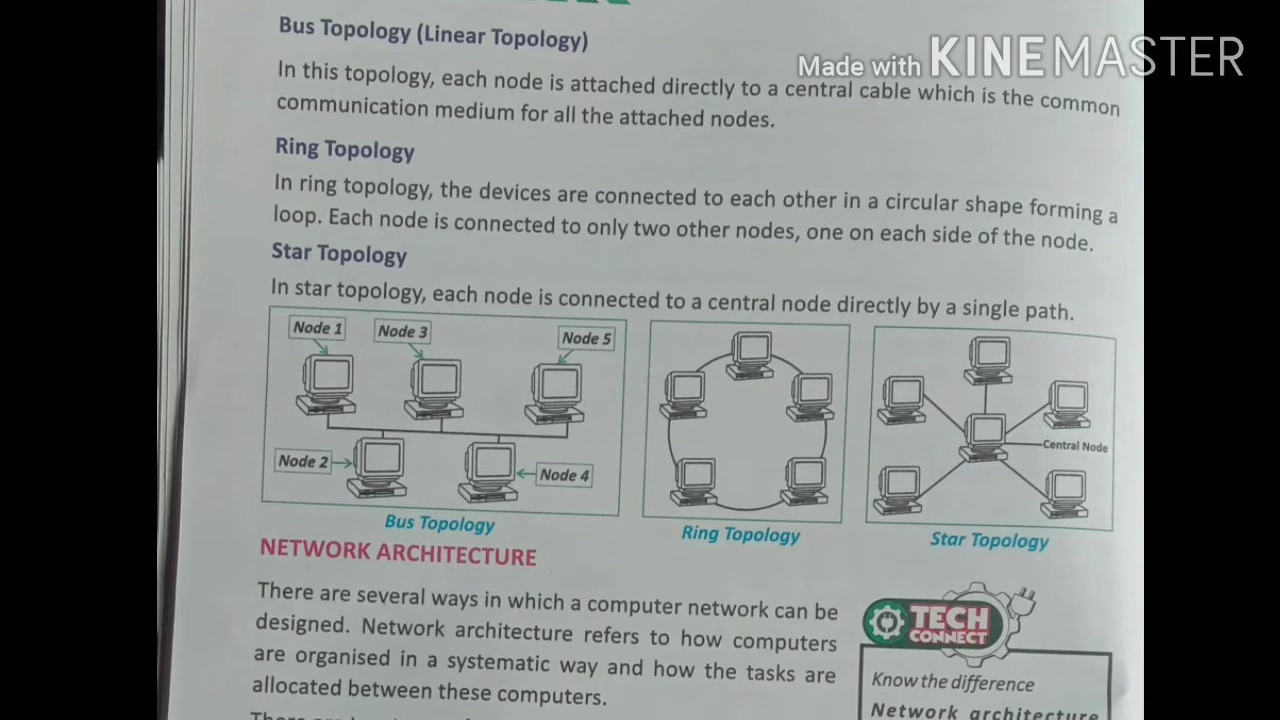 Made with KINEMASTER
Bus Topology (Linear Topology)
In this topology, each node is attached directly to a central cable which is the common
communication medium for all the attached nodes.
Ring Topology
In ring topology, the devices are connected to each other in a circular shape forming a
loop. Each node is connected to only two other nodes, one on each side of the node.
Star Topology
In star topology, each node is connected to a central node directly by a single path.
Node 1
Node 3
Node 5
Node 2
Node 4
Central Node
Bus Topology
Ring Topology
Star Topology
NETWORK ARCHITECTURE
There are several ways in which a computer network can be
designed. Network architecture refers to how computers
are organised in a systematic way and how the tasks are
allocated between these computers.
TECH
CONNECT
Know the difference
Network architecture